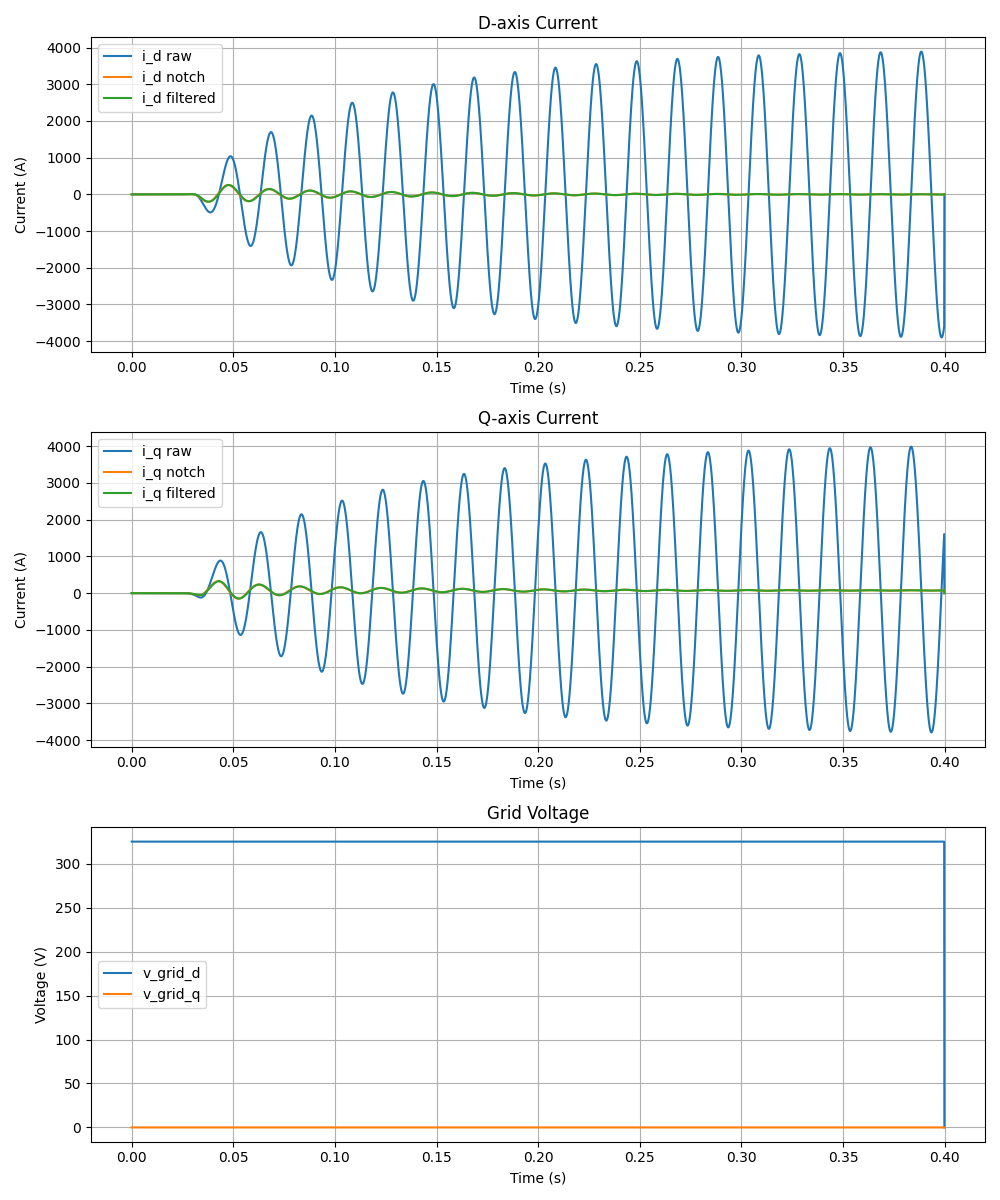 D-axis Current
4000
3000
2000
1000
0
−1000
−2000
−3000
−4000
Current (A)
i_d raw
i_d notch
i_d filtered
0.00 0.05 0.10 0.15 0.20 0.25 0.30 0.35 0.40
Time (s)
Q-axis Current
4000
3000
2000
1000
0
−1000
−2000
−3000
−4000
Current (A)
i_q raw
i_q notch
i_q filtered
0.00 0.05 0.10 0.15 0.20 0.25 0.30 0.35 0.40
Time (s)
Grid Voltage
300
250
200
150
100
50
0
Voltage (V)
v_grid_d
v_grid_q
0.00 0.05 0.10 0.15 0.20 0.25 0.30 0.35 0.40
Time (s)